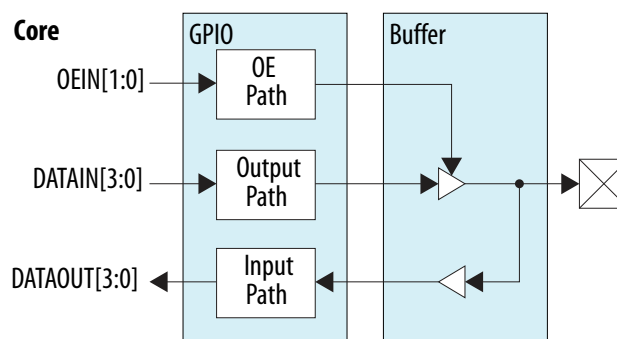 Core
GPIO
Buffer
OEIN[1:0]
OE
Path
DATAIN[3:0]
Output
Path
DATAOUT[3:0]
Input
Path